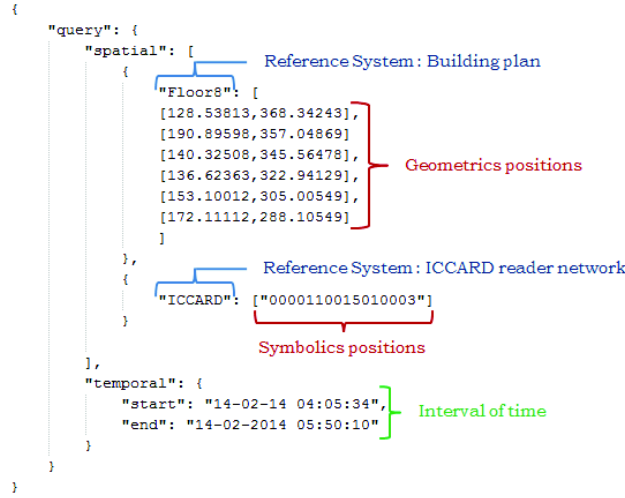 {
"query": {
"spatial": [
{
Reference System : Building plan
"Floor8": [
[128.53813,368.34243],
[190.89598,357.04869],
[140.32508,345.56478],
Geometrics positions
[136.62363,322.94129],
[153.10012,305.00549],
[172.11112,288.10549]
]
},
Reference System : ICCARD reader network
{
"ICCARD": ["0000110015010003"]
}
Symbolics positions
],
"temporal": {
"start": "14-02-14 04:05:34",
Interval of time
"end": "14-02-2014 05:50:10"
}
}
}